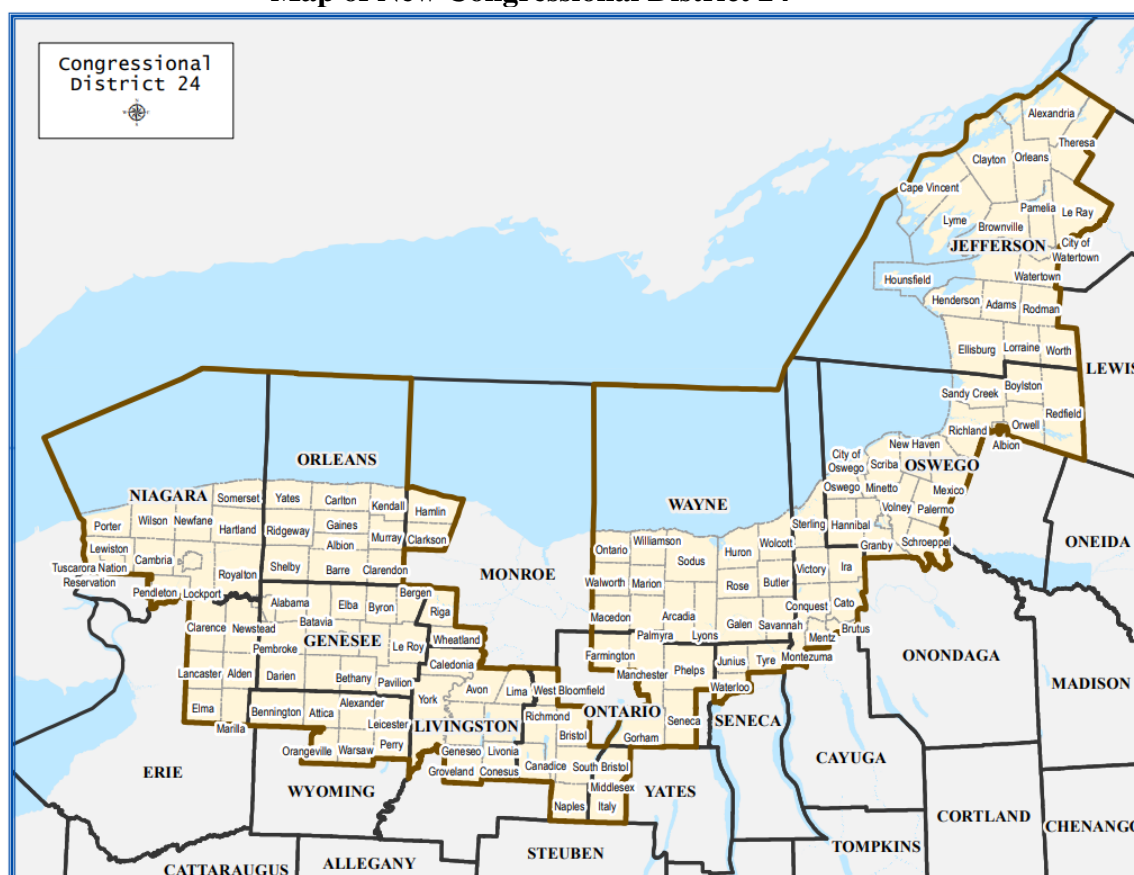 Map of New Congressional District 24
Congressional
District 24
Alexandria
Theresa
Clayton
Orleans
Cape Vincent
Pamelia
Le Ray
Lyme
Brownville
JEFFERSON
City of
Watertown
Hounsfield
Watertown
Henderson
Adams
Rodman
Ellisburg
Lorraine
Worth
LEWIS
Sandy Creek
Boylston
Redfield
Richland
Orwell
Albion
New Haven
City of
Oswego
Scriba
OSWEGO
Oswego
Minetto
Mexico
Volney
Palermo
Sterling
Hannibal
Granby
Schroeppel
ONEIDA
ORLEANS
NIAGARA
Somerset
Yates
Carlton
Kendall
Hamlin
Porter
Wilson
Newfane
Hartland
Ridgeway
Gaines
Murray
Clarkson
Lewiston
Cambria
Albion
Tuscarora Nation
Reservation
Royalton
Shelby
Barre
Clarendon
Pendleton
Lockport
MONROE
WAYNE
Ontario
Williamson
Sodus
Huron
Wolcott
Walworth
Marion
Rose
Butler
Victory
Ira
Macedon
Arcadia
Galen
Savannah
Conquest
Cato
Palmyra
Lyons
Mentz
Brutus
Montezuma
Bergen
Alabama
Elba
Byron
Riga
Clarence
Newstead
Batavia
GENESEE
Le Roy
Wheatland
Pembroke
Caledonia
Lancaster
Alden
Darien
Bethany
Pavilion
York
Avon
Lima
West Bloomfield
Farmington
Manchester
Phelps
Junius
Tyre
Waterloo
Elma
Marilla
Bennington
Attica
Alexander
Leicester
LIVINGSTON
Richmond
ONTARIO
Seneca
SENECA
Bristol
Gorham
Orangeville
Warsaw
Perry
Geneseo
Livonia
Groveland
Conesus
Canadice
South Bristol
Middlesex
Naples
Italy
YATES
ERIE
WYOMING
CAYUGA
ONONDAGA
MADISON
CORTLAND
CHENANGO
TOMPKINS
STEUBEN
ALLEGANY
CATTARAUGUS